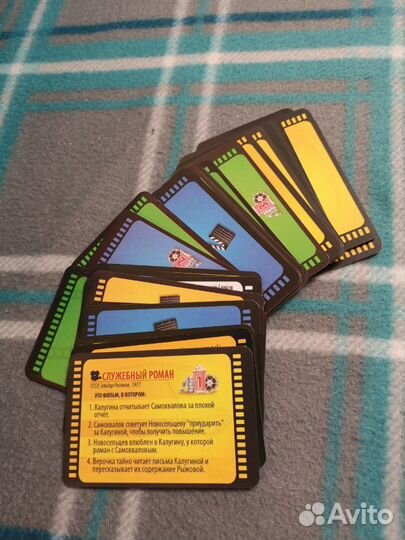 СЛУЖЕБНЫЙ РОМАН
СССР, Эльдар Рязанов, 1977
ЭТО ФИЛЬМ, В КОТОРОМ:
1. Калугина отчитывает Самохвалова за плохой
отчет.
2. Самохвалов советует Новосельцеву "приударить"
за Калугиной, чтобы получить повышение.
3. Новосельцев влюблен в Калугину, у которой
роман с Самохваловым.
4. Верочка тайно читает письма Калугиной и
пересказывает их содержание Рыжовой.
Avito